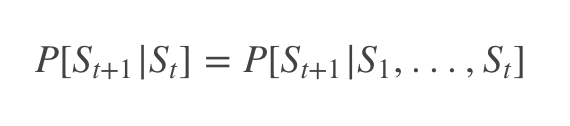 P[S_{t+1}|S_t] = P[S_{t+1}|S_1, . . . , S_t]